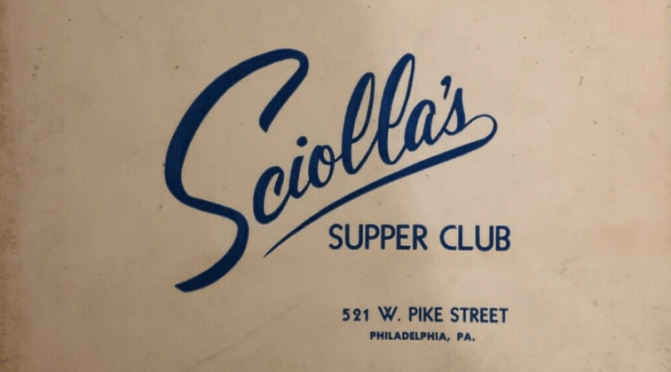 Sciolla's
SUPPER CLUB
521 W. PIKE STREET
PHILADELPHIA, PA.